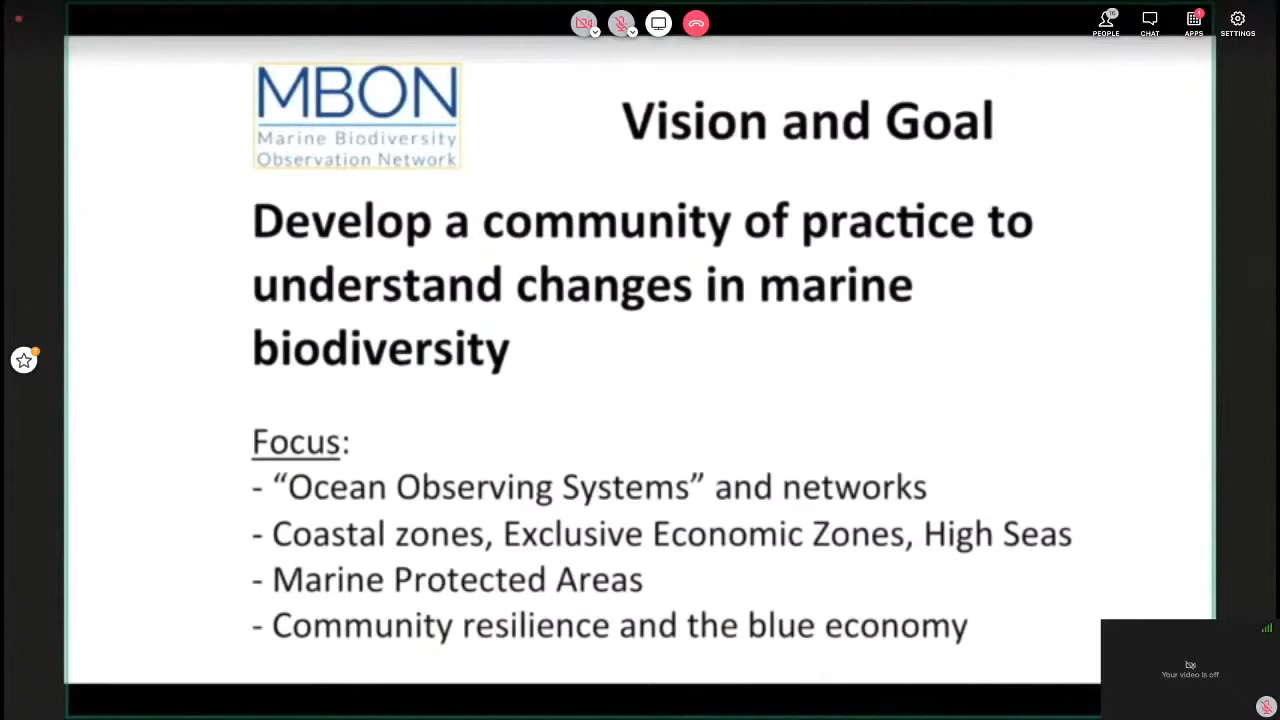 PEOPLE
CHAT
APPS
SETTINGS
16
1
MBON
Marine Biodiversity
Observation Network
Vision and Goal
Develop a community of practice to
understand changes in marine
biodiversity
Focus:
- “Ocean Observing Systems” and networks
- Coastal zones, Exclusive Economic Zones, High Seas
- Marine Protected Areas
- Community resilience and the blue economy
Your video is off